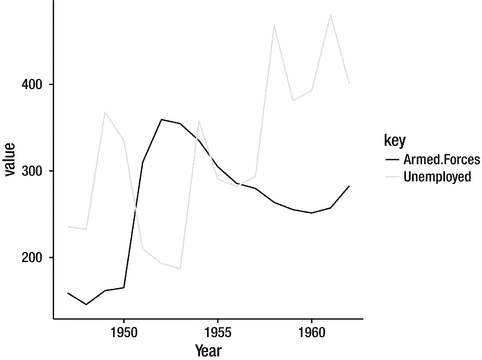 400
300
200
value
1950 1955 1960
Year
key
Armed.Forces
Unemployed